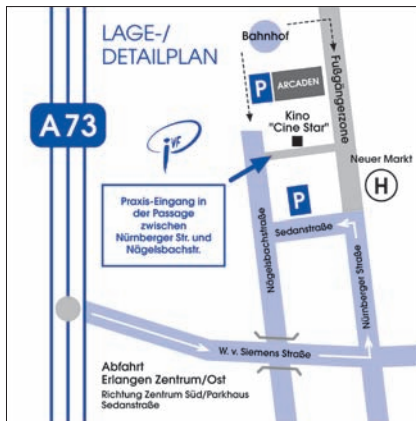 LAGE-/
DETAILPLAN
Bahnhof
A73
P
ARCADEN
Fußgängerzone
Kino
"Cine Star"
IVF
Neuer Markt
H
Praxis-Eingang in
der Passage
zwischen
Nürnberger Str. und
Nägelsbachstr.
P
Sedanstraße
Nägelsbachstraße
Nürnberger Straße
W. v. Siemens Straße
Abfahrt
Erlangen Zentrum/Ost
Richtung Zentrum Süd/Parkhaus
Sedanstraße